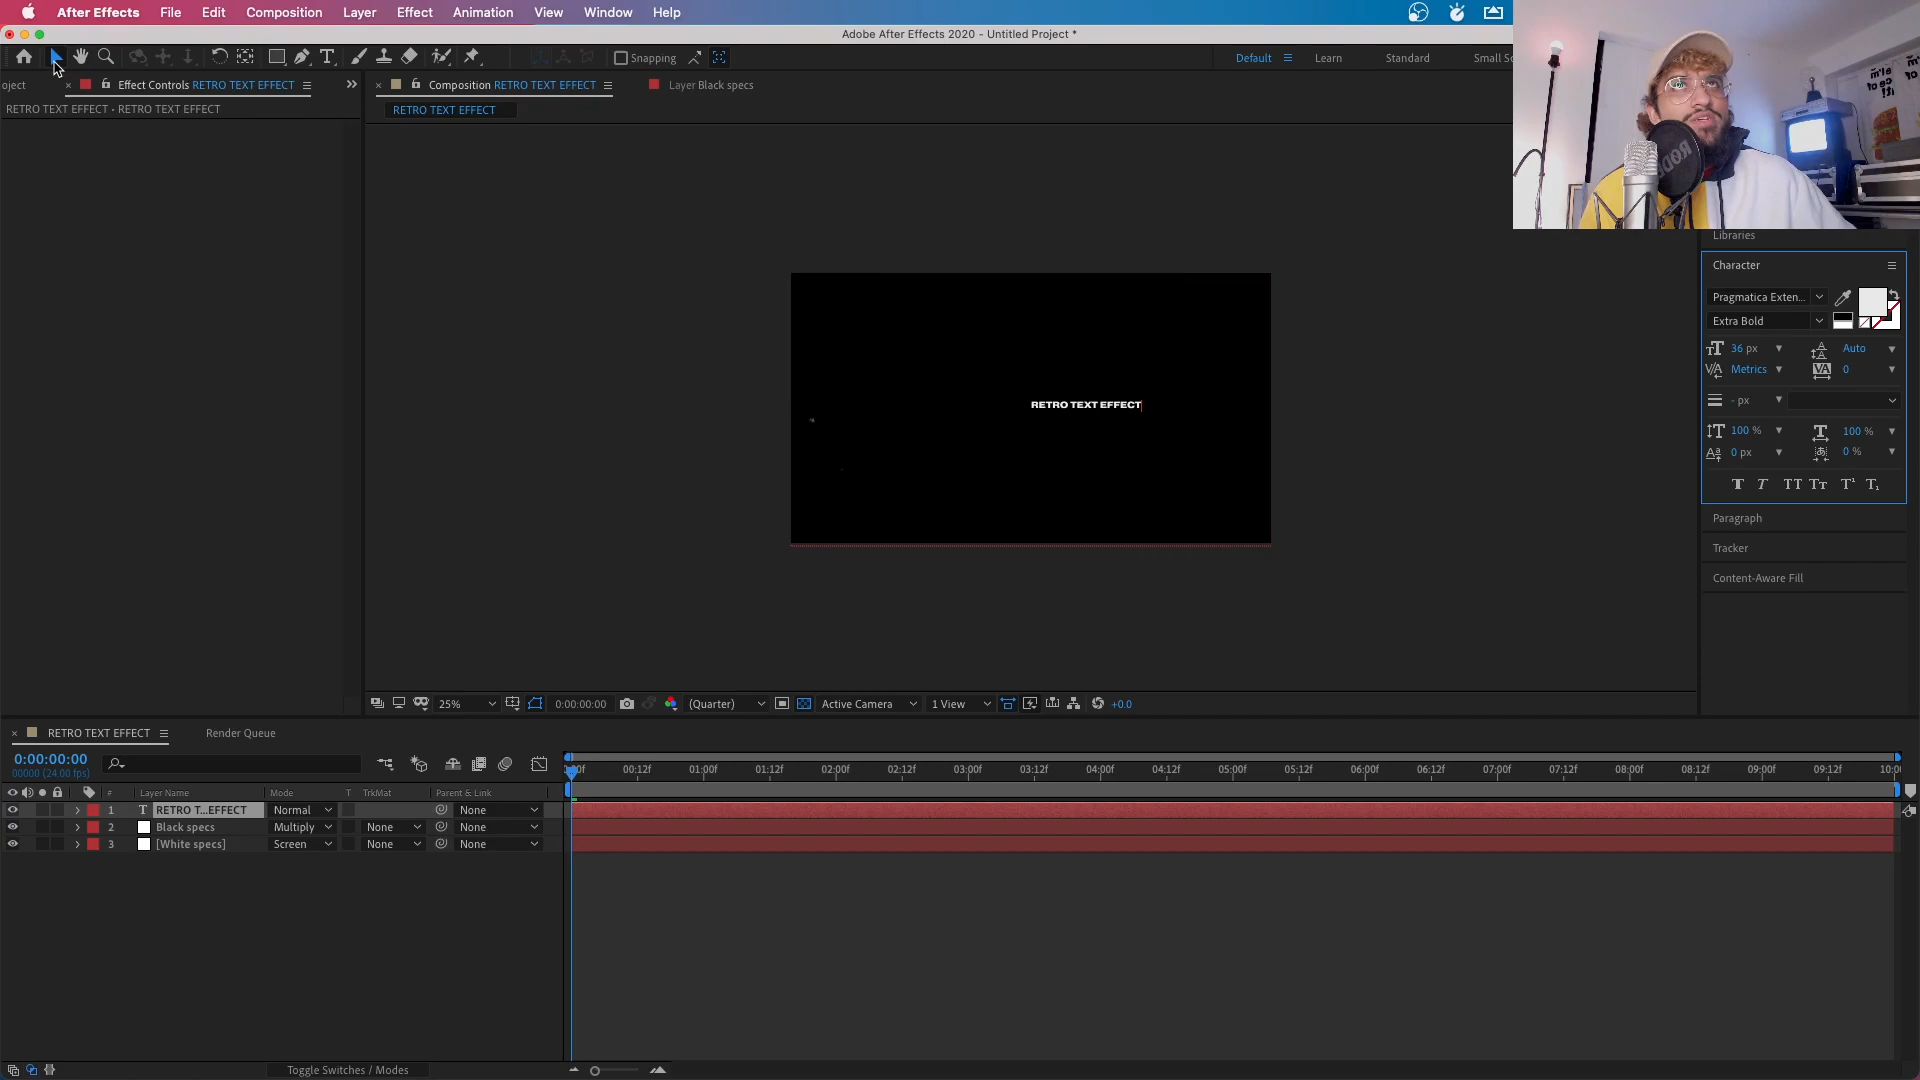 After Effects File Edit Composition Layer Effect Animation View Window Help
Adobe After Effects 2020 - Untitled Project *
Snapping Default Learn Standard Small Sc
oject Effect Controls RETRO TEXT EFFECT Composition RETRO TEXT EFFECT Layer Black specs
RETRO TEXT EFFECT • RETRO TEXT EFFECT
RETRO TEXT EFFECT
RODE
Libraries
Character
Pragmatica Exten...
Extra Bold
36 px Auto
Metrics 0
- px
100 % 100 %
0 px 0 %
T T TT Tt T¹ T₁
Paragraph
Tracker
Content-Aware Fill
RETRO TEXT EFFECT
25% 0:00:00:00 (Quarter) Active Camera 1 View +0.0
RETRO TEXT EFFECT Render Queue
0:00:00:00
00000 (24.00 fps)
00f 00:12f 01:00f 01:12f 02:00f 02:12f 03:00f 03:12f 04:00f 04:12f 05:00f 05:12f 06:00f 06:12f 07:00f 07:12f 08:00f 08:12f 09:00f 09:12f 10:0
# Layer Name Mode T TrkMat Parent & Link
1 T RETRO T...EFFECT Normal None
2 Black specs Multiply None None
3 [White specs] Screen None None
Toggle Switches / Modes